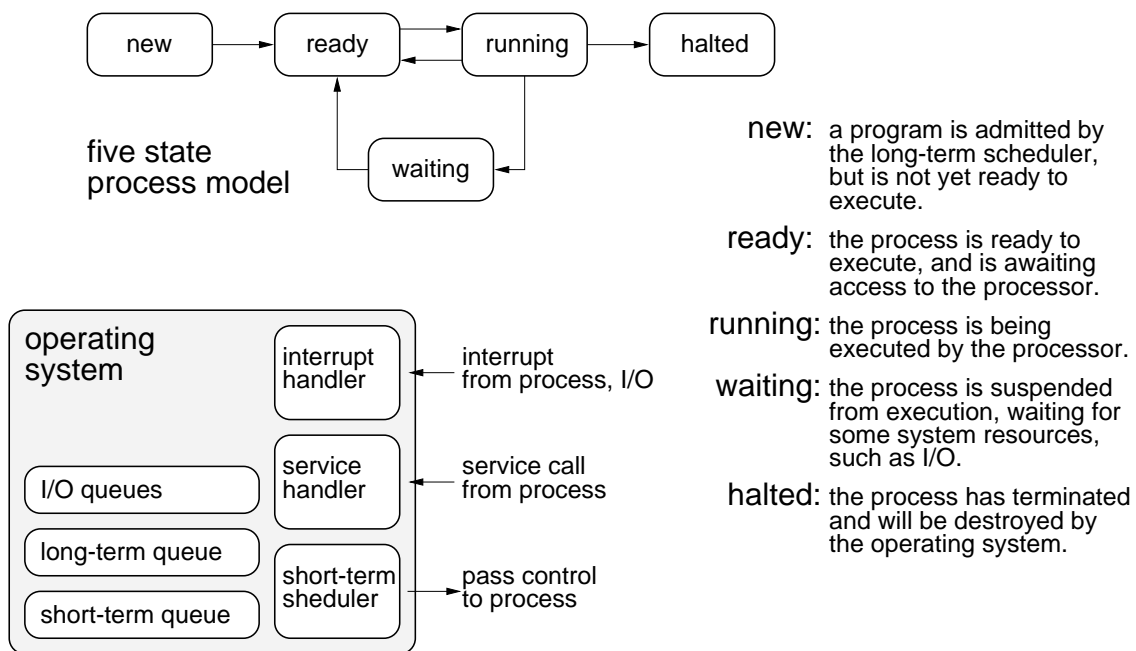 new
ready
running
halted
five state
process model
waiting
new: a program is admitted by
the long-term scheduler,
but is not yet ready to
execute.
ready: the process is ready to
execute, and is awaiting
access to the processor.
running: the process is being
executed by the processor.
waiting: the process is suspended
from execution, waiting for
some system resources,
such as I/O.
halted: the process has terminated
and will be destroyed by
the operating system.
operating
system
interrupt
handler
interrupt
from process, I/O
service
handler
service call
from process
I/O queues
long-term queue
short-term queue
short-term
sheduler
pass control
to process